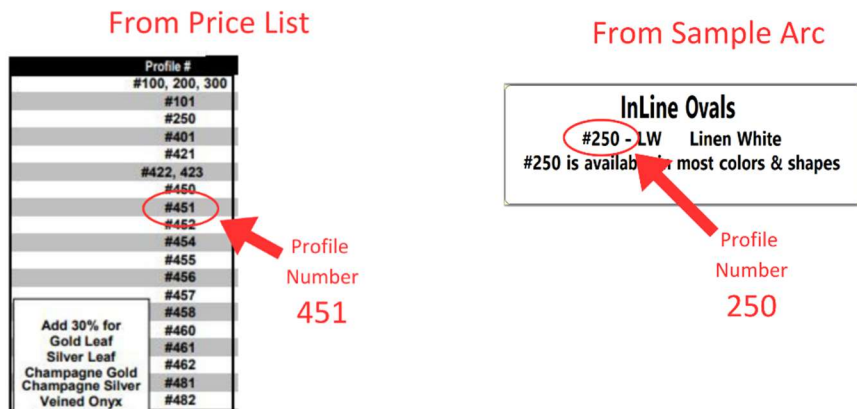 From Price List
Profile #
#100, 200, 300
#101
#250
#401
#421
#422, 423
#450
#451
#452
#454
#455
#456
#457
#458
#460
#461
#462
#481
#482
Add 30% for
Gold Leaf
Silver Leaf
Champagne Gold
Champagne Silver
Veined Onyx
Profile
Number
451
From Sample Arc
InLine Ovals
#250 - LW Linen White
#250 is available in most colors & shapes
Profile
Number
250